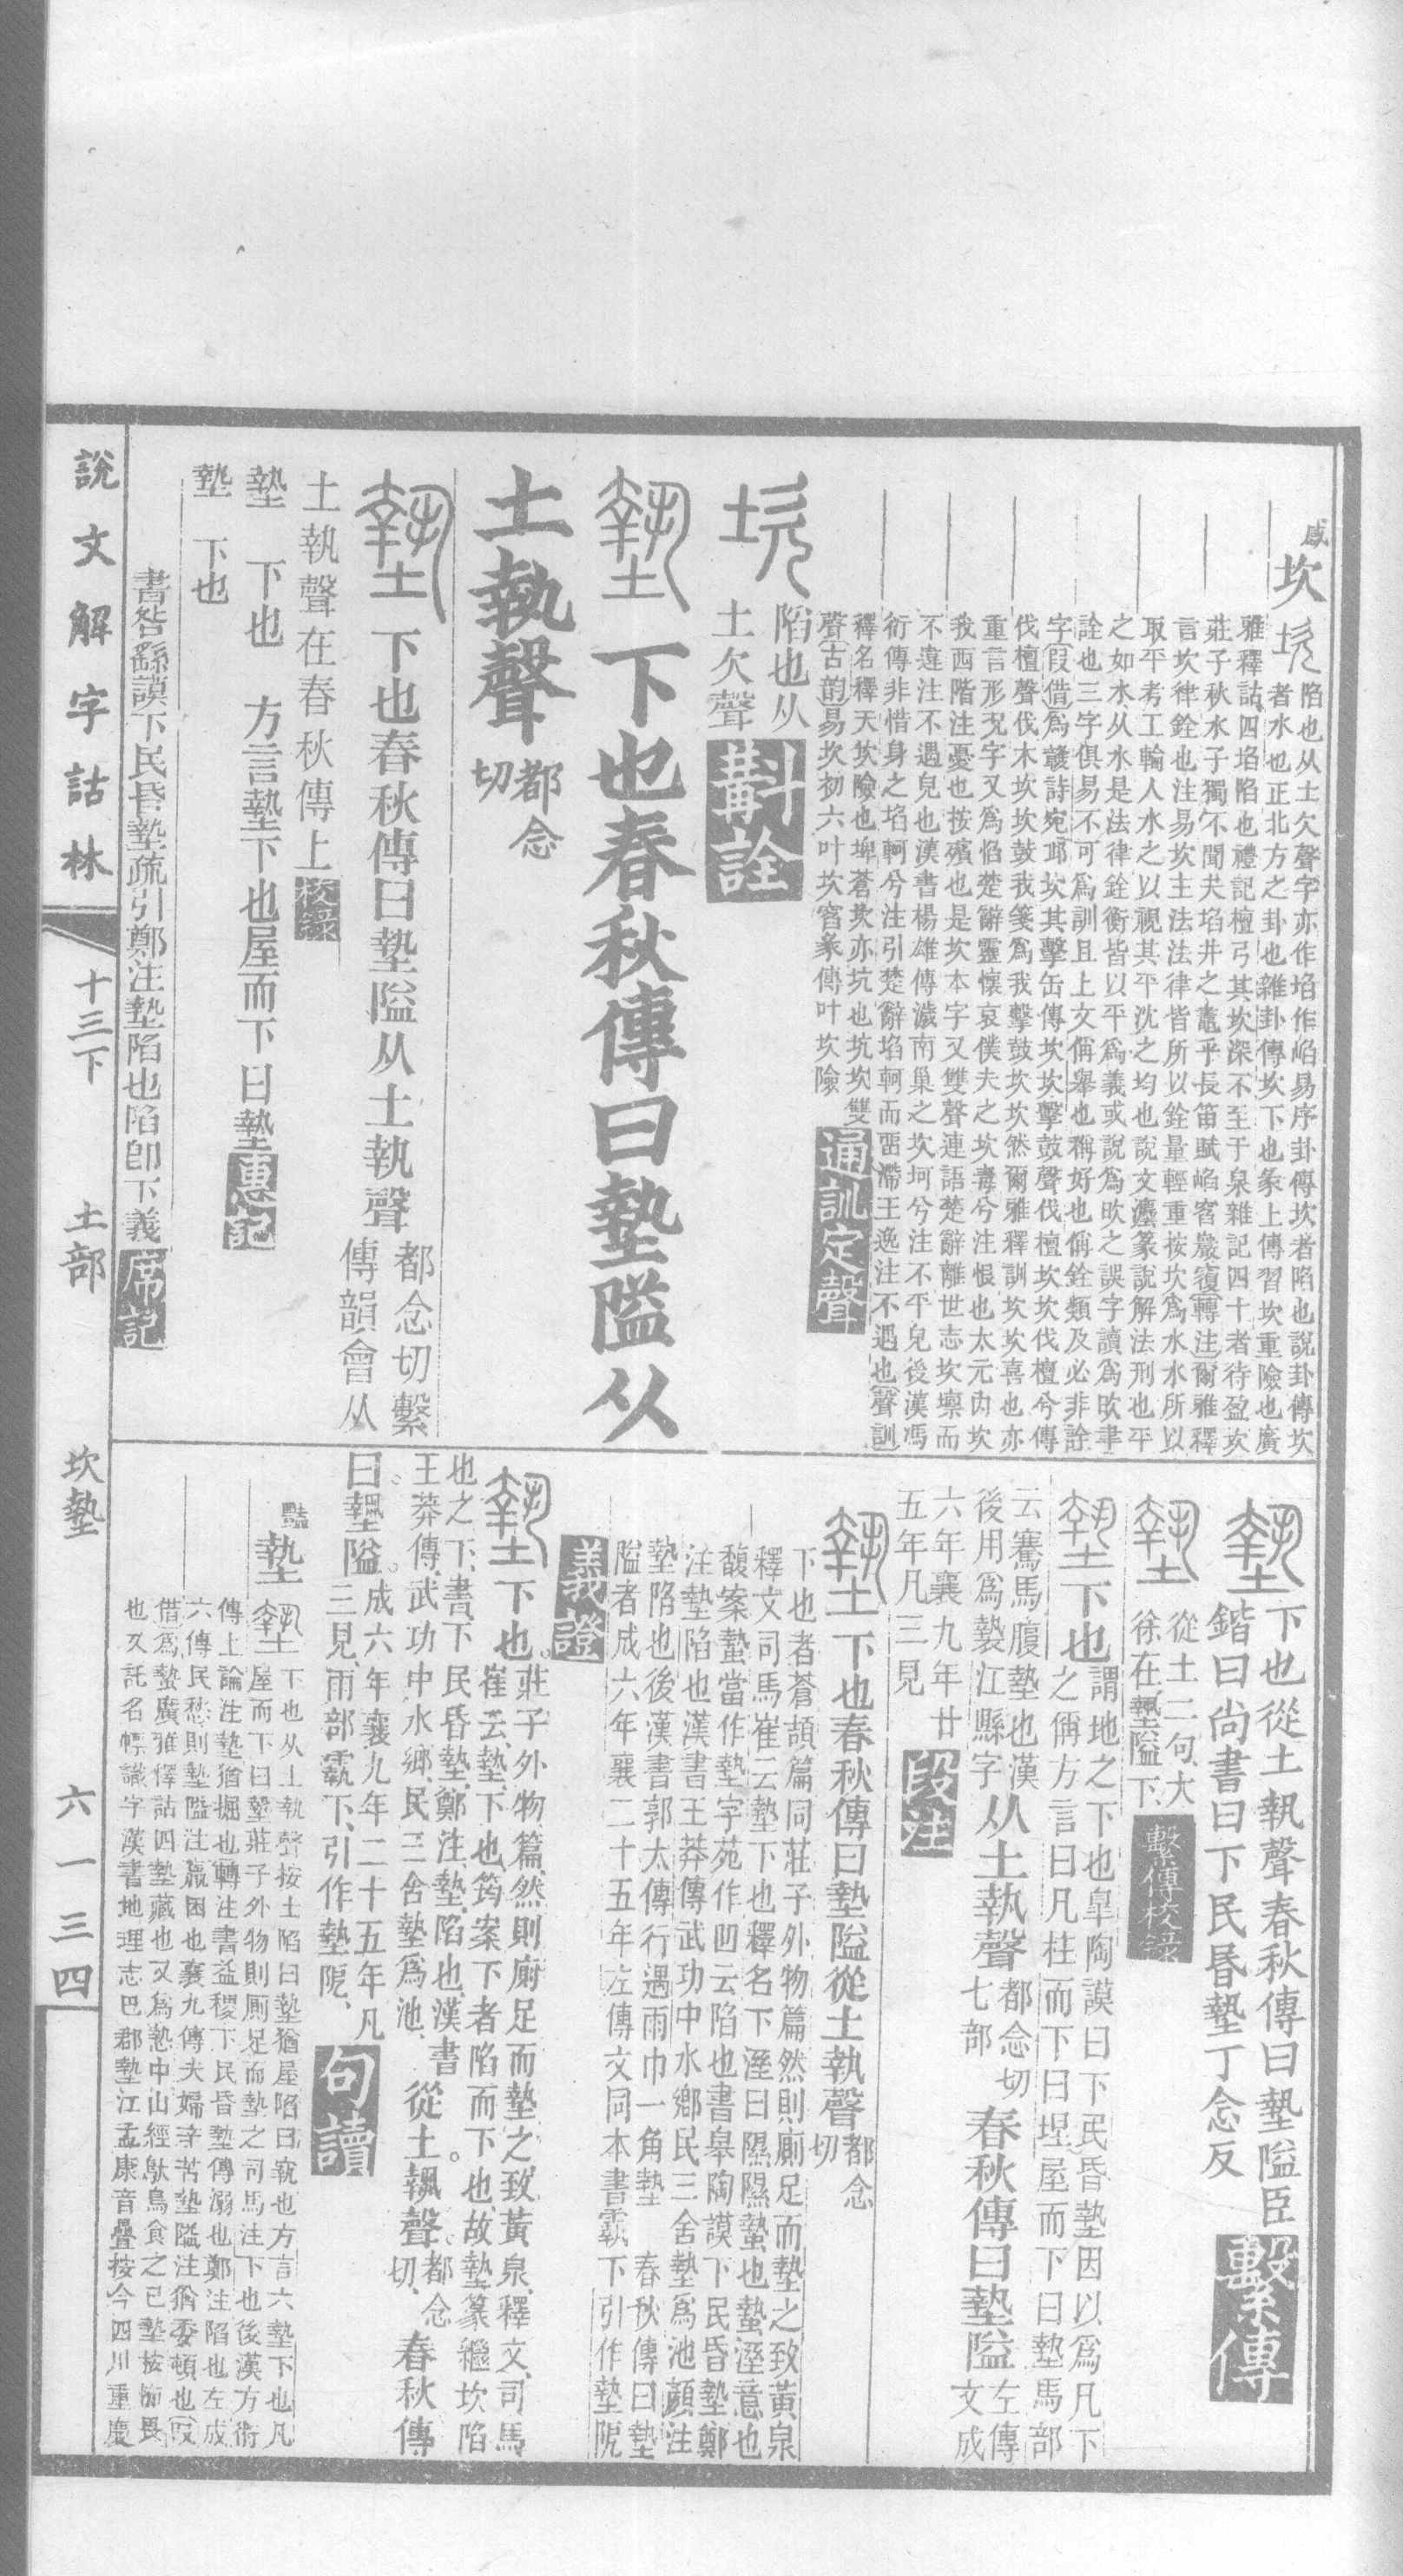 感
坎
陷也从土欠聲字亦作埳作㟛易序卦傳坎者陷也說卦傳坎
者水也正北方之卦也雜卦傳坎下也彖上傳習坎重險也廣
雅釋詁四埳陷也禮記檀弓其坎深不至于泉雜記四十者待盈坎
莊子秋水子獨不聞夫埳井之鼃乎長笛賦㟛窞巖覆轉注爾雅釋
言坎律銓也注易坎主法法律皆所以銓量輕重按坎為水水所以
取平考工輪人水之以視其平沈之均也說文灋篆說解法刑也平
之如水从水是法律銓衡皆以平為義或說為欥之誤字讀為欥聿
詮也三字俱易不可為訓且上文偁舉也稱好也偁銓類及必非詮
字假借為竷詩宛邱坎其擊缶傳坎坎擊鼓聲伐檀坎坎伐檀兮傳
伐檀聲伐木坎坎鼓我箋為我擊鼓坎坎然爾雅釋訓坎坎喜也亦
重言形況字又為惂楚辭靈懷哀僕夫之坎毒兮注恨也太元內坎
我西階注憂也按殯也是坎本字又雙聲連語楚辭離世志坎壈而
不違注不遇皃也漢書楊雄傳濊南巢之坎坷兮注不平皃後漢馮
衍傳非惜身之埳軻兮注引楚辭埳軻而畱滯王逸注不遇也聲訓
釋名釋天坎險也埤蒼坎亦坑也坑坎雙
聲古韵易坎初六叶坎窞彖傳叶坎險
通訓定聲
陷也从
土欠聲
斠詮
下也春秋傳曰墊隘从
土執聲
都念
切
下也春秋傳曰墊隘从土執聲
都念切繫
傳韻會从
土執聲在春秋傳上
校錄
墊 下也 方言墊下也屋而下曰墊
惠記
墊 下也
書咎繇謨下民昏墊疏引鄭注墊陷也陷卽下義
席記
下也從土執聲春秋傳曰墊隘臣
鍇曰尚書曰下民昬墊丁念反
繫傳
從土二句大
徐在墊隘下
繫傳校錄
下也
謂地之下也臯陶謨曰下民昏墊因以爲凡下
之偁方言曰凡柱而下曰埕屋而下曰墊馬部
云騫馬腹墊也漢
後用爲墊江縣字
从土執聲
都念切
七部
春秋傳曰墊隘
左傳
文成
六年襄九年廿
五年凡三見
段注
下也春秋傳曰墊隘從土執聲
都念
切
下也者蒼頡篇同莊子外物篇然則廁足而墊之致黃泉
釋文司馬崔云墊下也釋名下溼曰隰隰蟄也蟄溼意也
馥案蟄當作墊字苑作凹云陷也書皋陶謨下民昏墊鄭
注墊陷也漢書王莽傳武功中水鄉民三舍墊爲池顏注
墊陷也後漢書郭太傳行遇雨巾一角墊 春秋傳曰墊
隘者成六年襄二十五年左傳文同本書霸下引作墊阸
義證
下也。
莊子外物篇、然則廁足而墊之、致黃泉、釋文、司馬
崔云、墊、下也、筠案下者陷而下。也、故墊篆繼坎陷
也之下、書、下民昏墊、鄭注、墊、陷也、漢書
王莽傳、武功中水鄉、民三舍墊爲池、
從土、執聲。
都念
切、
春秋傳
曰。墊隘。
成六年、襄九年、二十五年、凡
三見、雨部霸下、引作墊阸、
句讀
豔
墊
下也从土執聲按土陷曰墊猶屋陷曰窺也方言六墊下也凡
屋而下曰墊莊子外物則厠足而墊之司馬注下也後漢方術
傳上論注墊猶掘也轉注書益稷下民昏墊傳溺也鄭注陷也左成
六傳民愁則墊隘注羸困也襄九傳夫婦辛苦墊隘注猶委頓也叚
借爲蟄廣雅釋詁四墊藏也又爲慹中山經䳃鳥食之已墊按怖畏
也又託名幖識字漢書地理志巴郡墊江孟康音疊按今四川重慶
說文解字詁林
十三下 土部 坎墊
六一三四